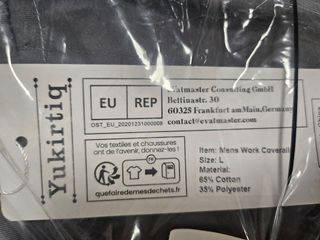 Yukirtiq
EU REP
OST_EU_20201231000008
Evatmaster Consulting GmbH
Bettinastr. 30
60325 Frankfurt am Main,Germany
contact@evatmaster.com
Vos textiles et chaussures
ont de l'avenir, donnez-les !
FR
quefairedemesdechets.fr
Item: Mens Work Coverall
Size: L
Material:
65% Cotton
35% Polyester